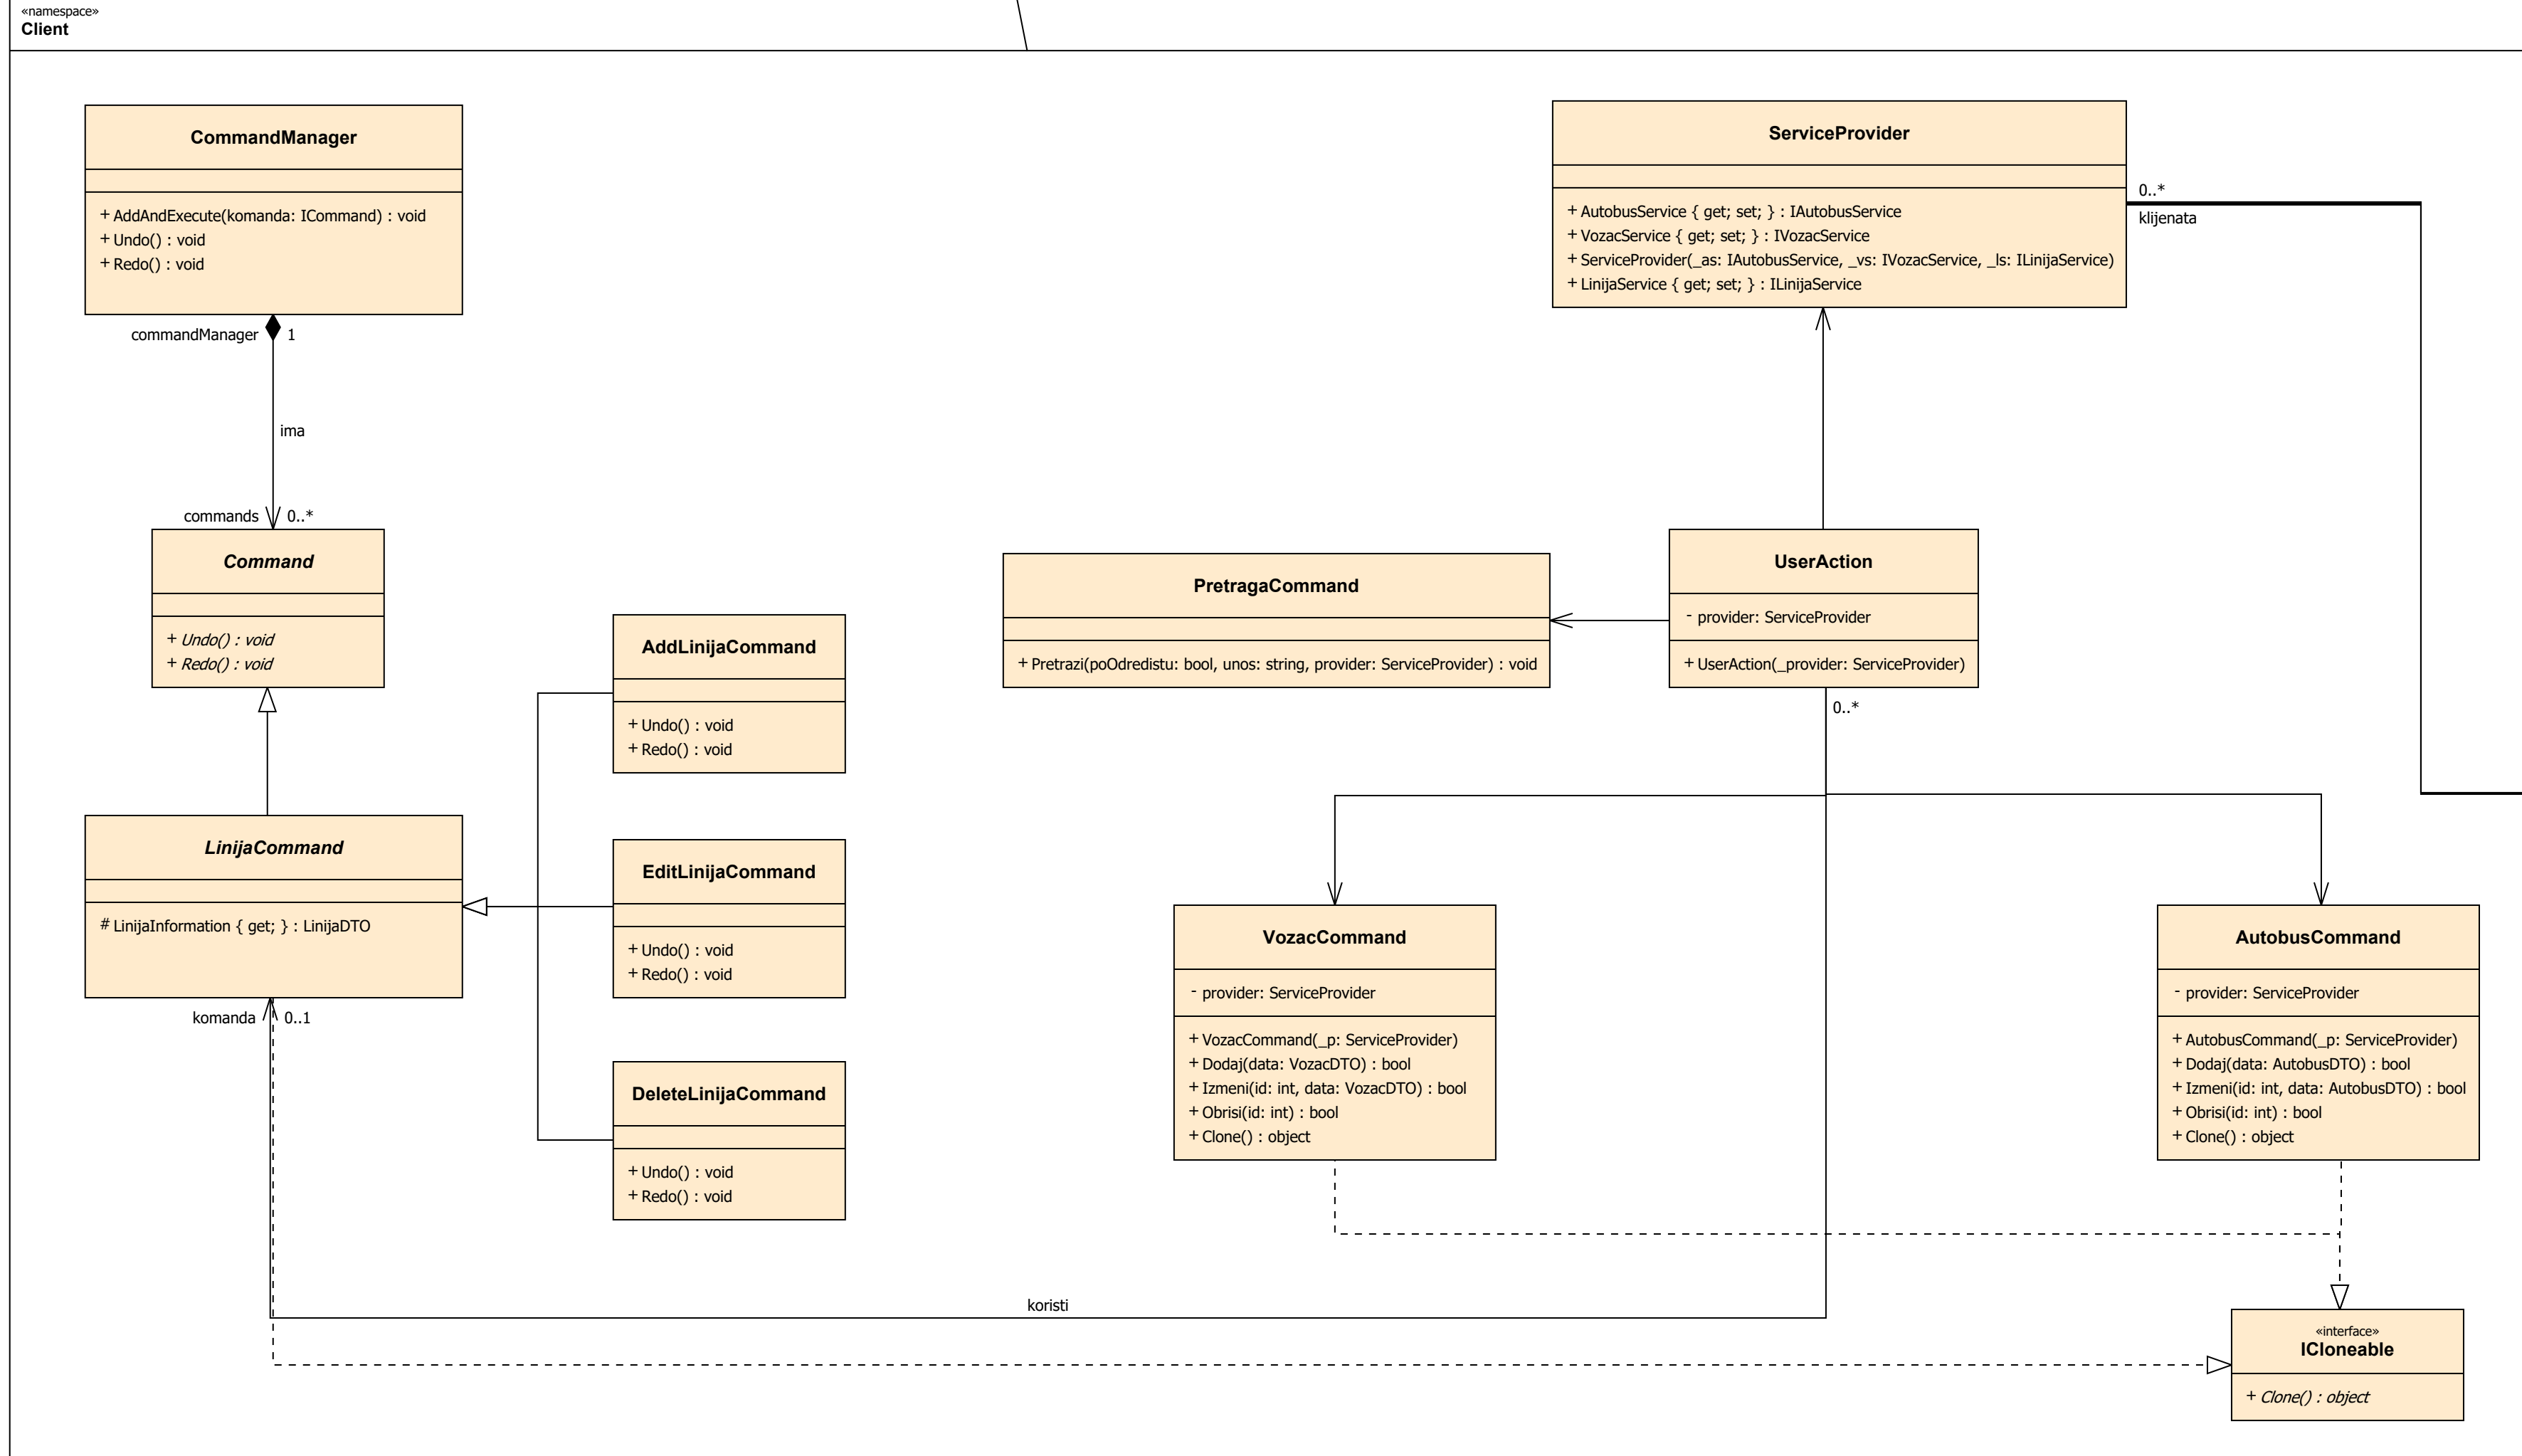 «namespace»
Client
CommandManager
+ AddAndExecute(komanda: ICommand) : void
+ Undo() : void
+ Redo() : void
commandManager
1
ima
commands
0..*
Command
+ Undo() : void
+ Redo() : void
LinijaCommand
# LinijaInformation { get; } : LinijaDTO
komanda
0..1
AddLinijaCommand
+ Undo() : void
+ Redo() : void
EditLinijaCommand
+ Undo() : void
+ Redo() : void
DeleteLinijaCommand
+ Undo() : void
+ Redo() : void
ServiceProvider
+ AutobusService { get; set; } : IAutobusService
+ VozacService { get; set; } : IVozacService
+ ServiceProvider(_as: IAutobusService, _vs: IVozacService, _ls: ILinijaService)
+ LinijaService { get; set; } : ILinijaService
0..*
klijenata
PretragaCommand
+ Pretrazi(poOdredistu: bool, unos: string, provider: ServiceProvider) : void
UserAction
- provider: ServiceProvider
+ UserAction(_provider: ServiceProvider)
0..*
VozacCommand
- provider: ServiceProvider
+ VozacCommand(_p: ServiceProvider)
+ Dodaj(data: VozacDTO) : bool
+ Izmeni(id: int, data: VozacDTO) : bool
+ Obrisi(id: int) : bool
+ Clone() : object
AutobusCommand
- provider: ServiceProvider
+ AutobusCommand(_p: ServiceProvider)
+ Dodaj(data: AutobusDTO) : bool
+ Izmeni(id: int, data: AutobusDTO) : bool
+ Obrisi(id: int) : bool
+ Clone() : object
koristi
«interface»
ICloneable
+ Clone() : object